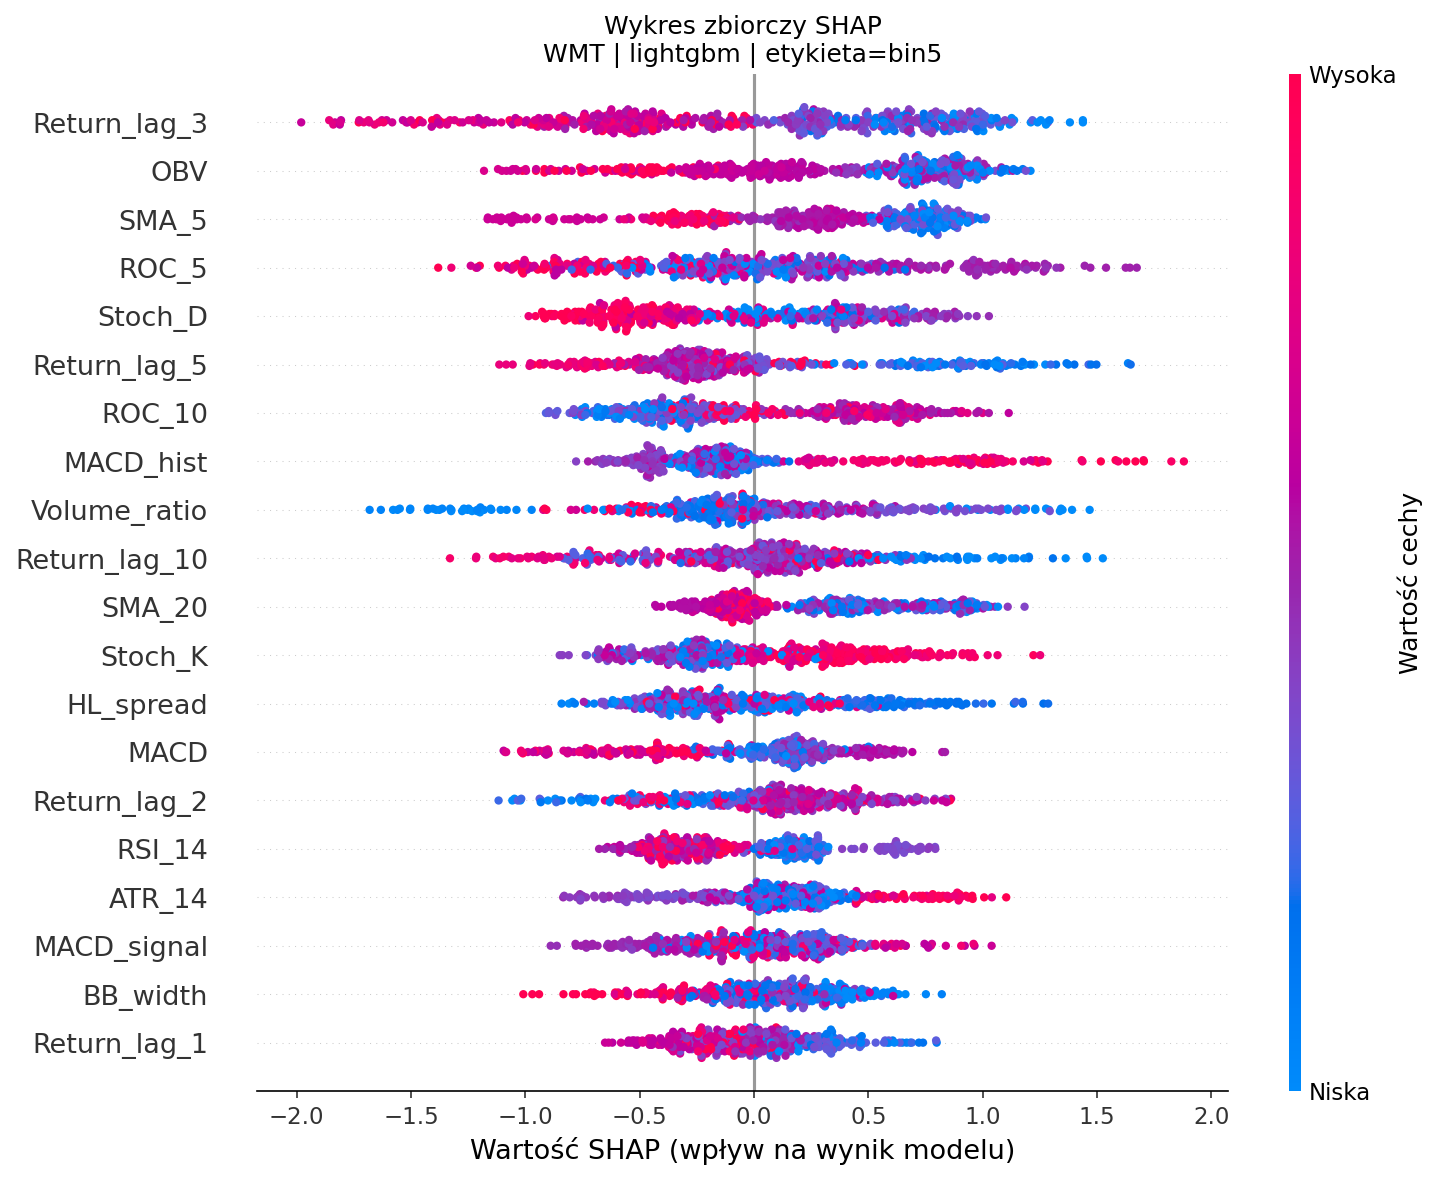 Wykres zbiorczy SHAP
WMT | lightgbm | etykieta=bin5
Wysoka
Return_lag_3
OBV
SMA_5
ROC_5
Stoch_D
Return_lag_5
ROC_10
MACD_hist
Volume_ratio
Return_lag_10
SMA_20
Stoch_K
HL_spread
MACD
Return_lag_2
RSI_14
ATR_14
MACD_signal
BB_width
Return_lag_1
Wartość cechy
Niska
−2.0 −1.5 −1.0 −0.5 0.0 0.5 1.0 1.5 2.0
Wartość SHAP (wpływ na wynik modelu)